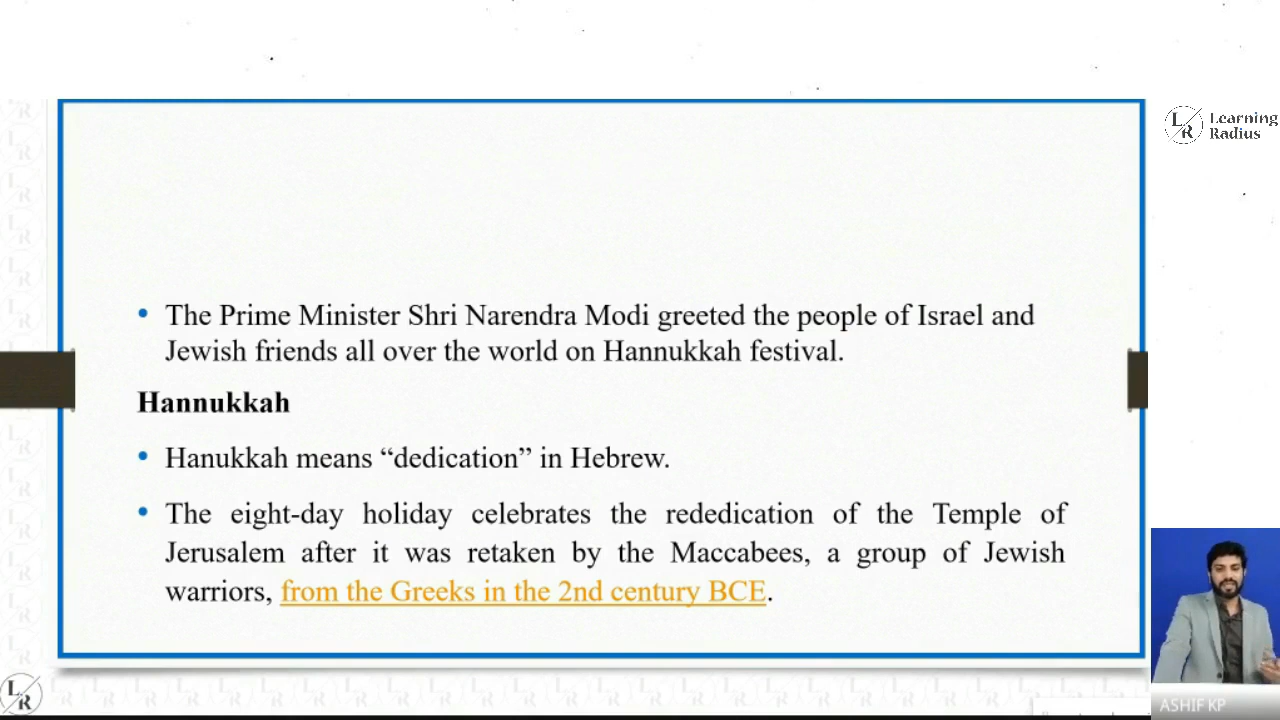 Learning
Radius
• The Prime Minister Shri Narendra Modi greeted the people of Israel and
Jewish friends all over the world on Hannukkah festival.
Hannukkah
• Hanukkah means “dedication” in Hebrew.
• The eight-day holiday celebrates the rededication of the Temple of
Jerusalem after it was retaken by the Maccabees, a group of Jewish
warriors, from the Greeks in the 2nd century BCE.
L R
ASHIF KP